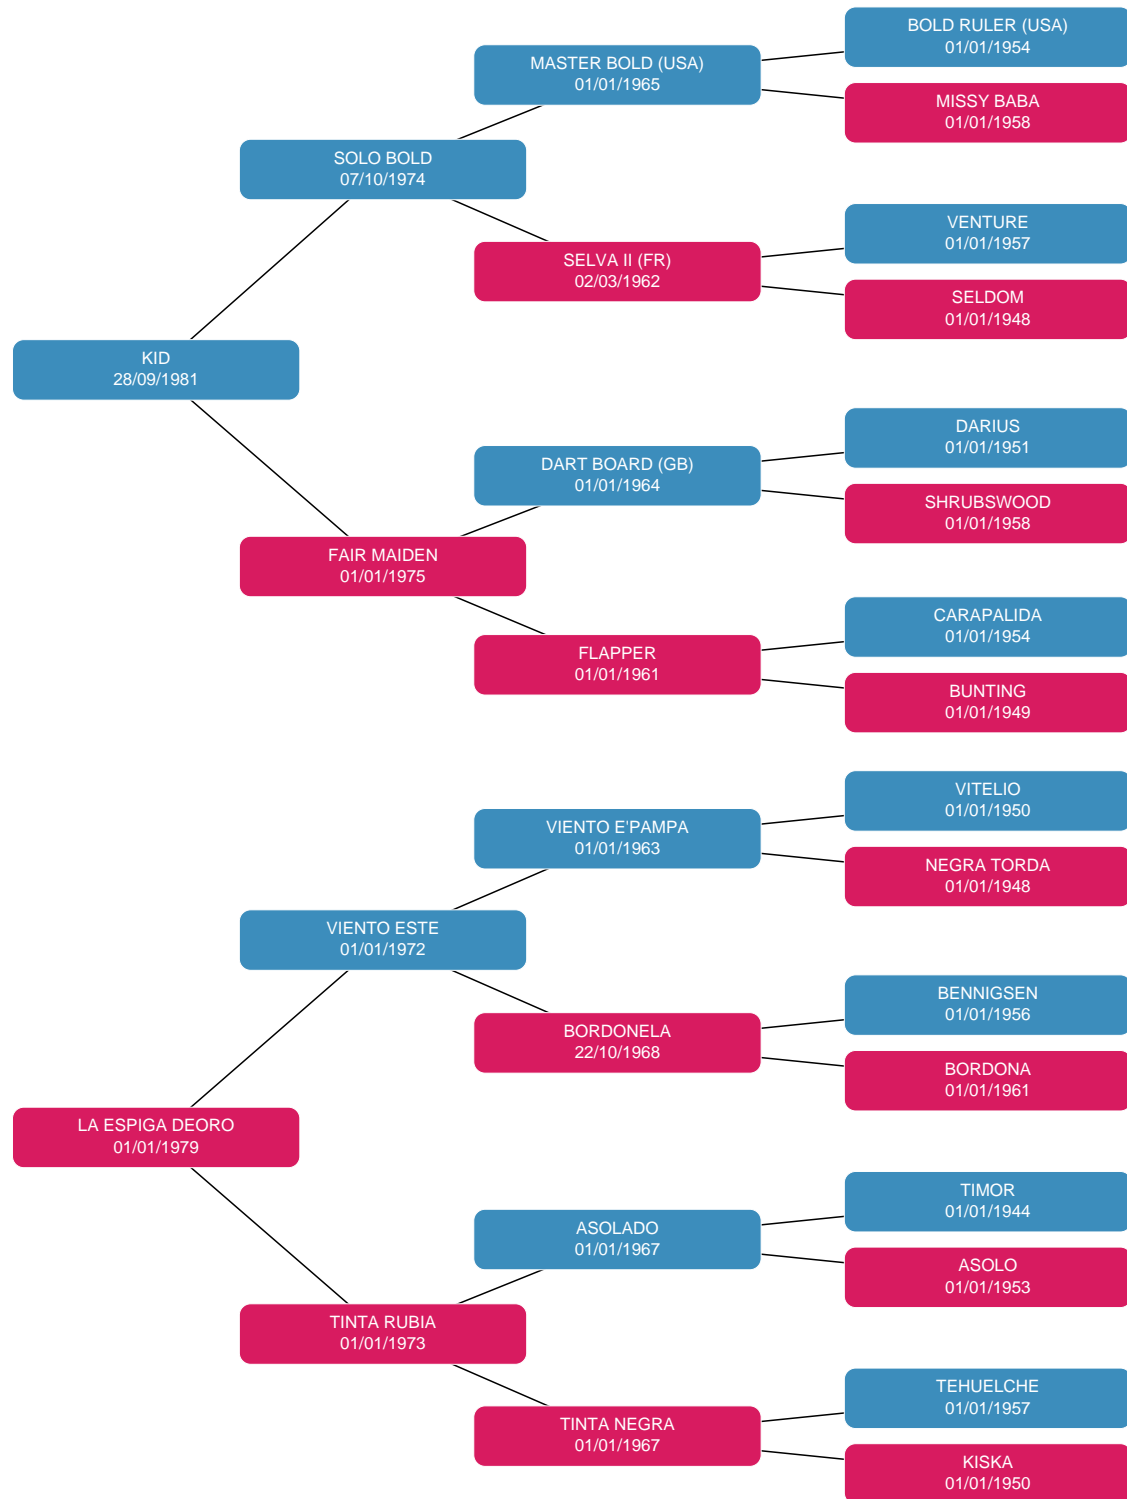 BOLD RULER (USA)
01/01/1954
MASTER BOLD (USA)
01/01/1965
MISSY BABA
01/01/1958
SOLO BOLD
07/10/1974
VENTURE
01/01/1957
SELVA II (FR)
02/03/1962
SELDOM
01/01/1948
KID
28/09/1981
DARIUS
01/01/1951
DART BOARD (GB)
01/01/1964
SHRUBSWOOD
01/01/1958
FAIR MAIDEN
01/01/1975
CARAPALIDA
01/01/1954
FLAPPER
01/01/1961
BUNTING
01/01/1949
VITELIO
01/01/1950
VIENTO E'PAMPA
01/01/1963
NEGRA TORDA
01/01/1948
VIENTO ESTE
01/01/1972
BENNIGSEN
01/01/1956
BORDONELA
22/10/1968
BORDONA
01/01/1961
LA ESPIGA DEORO
01/01/1979
TIMOR
01/01/1944
ASOLADO
01/01/1967
ASOLO
01/01/1953
TINTA RUBIA
01/01/1973
TEHUELCHE
01/01/1957
TINTA NEGRA
01/01/1967
KISKA
01/01/1950